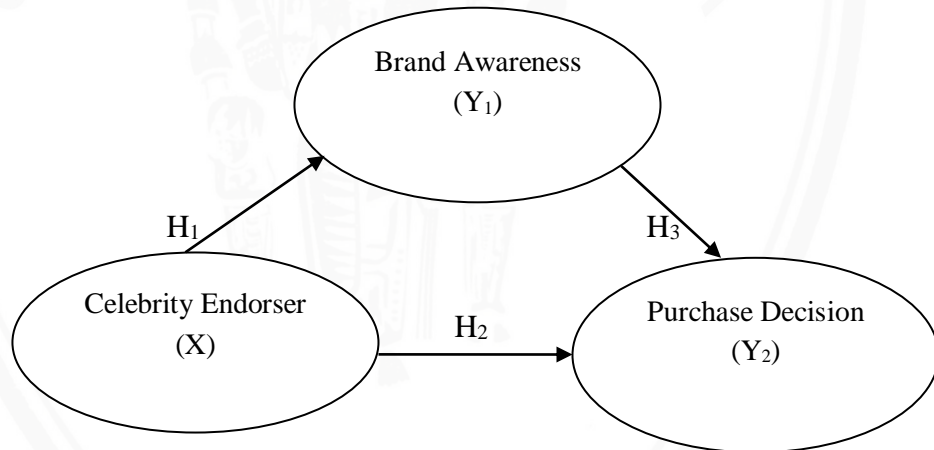 Brand Awareness
(Y₁)
H₁
H₃
Celebrity Endorser
(X)
H₂
Purchase Decision
(Y₂)